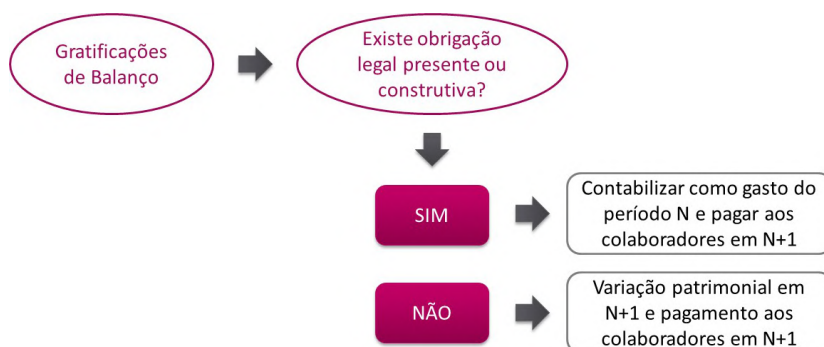 Gratificações
de Balanço
Existe obrigação
legal presente ou
construtiva?
SIM
Contabilizar como gasto do
período N e pagar aos
colaboradores em N+1
NÃO
Variação patrimonial em
N+1 e pagamento aos
colaboradores em N+1